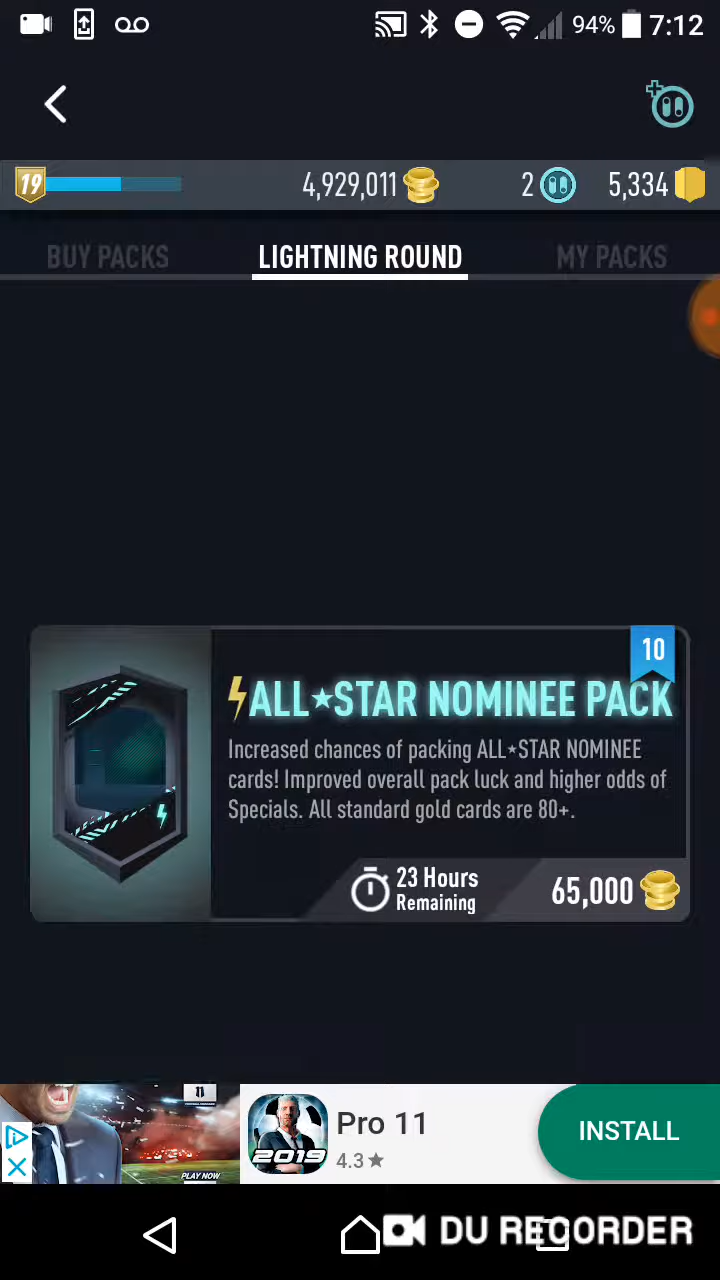 94% 7:12
19 4,929,011 2 5,334
BUY PACKS LIGHTNING ROUND MY PACKS
10
ALL★STAR NOMINEE PACK
Increased chances of packing ALL★STAR NOMINEE
cards! Improved overall pack luck and higher odds of
Specials. All standard gold cards are 80+.
23 Hours
Remaining
65,000
11
PLAY NOW
2019
Pro 11
4.3★
INSTALL
DU RECORDER